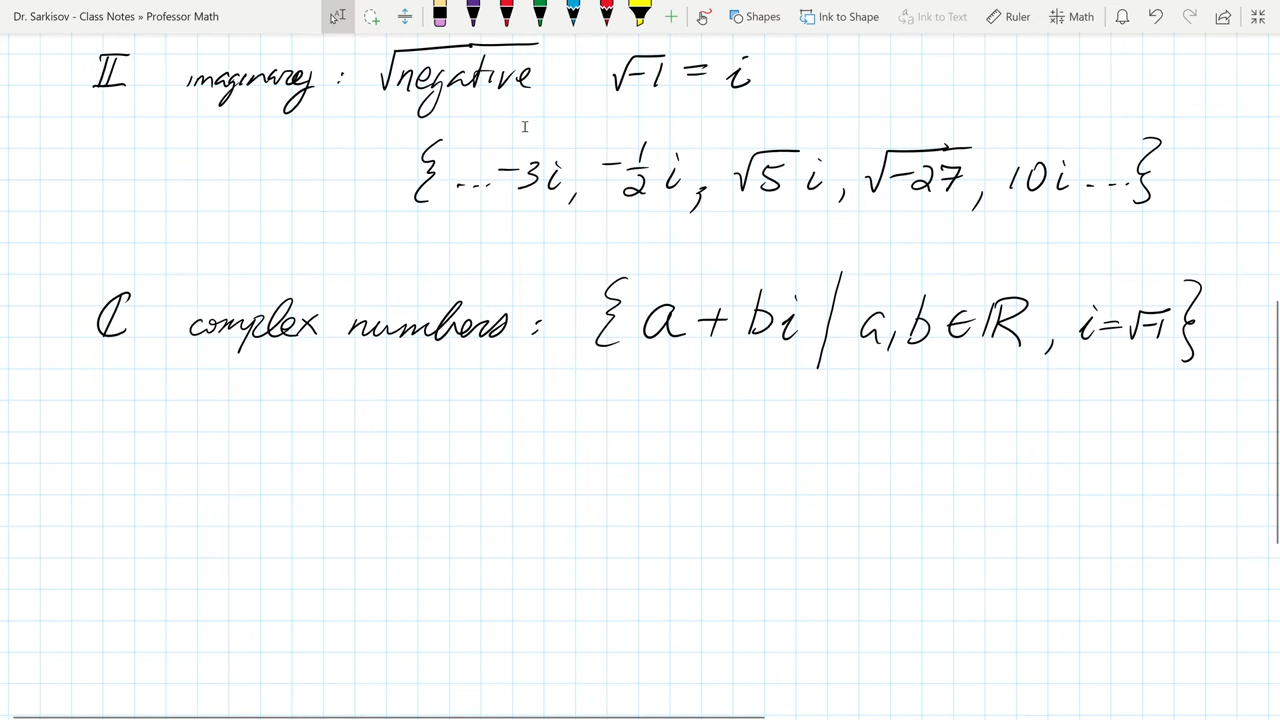 Dr. Sarkisov - Class Notes » Professor Math Shapes Ink to Shape Ink to Text Ruler Math
𝕀 imaginary : √negative √-1 = i
{ ... -3i, -1/2 i, √5 i, √-27, 10i ... }
ℂ complex numbers : { a + bi | a, b ∈ ℝ, i = √-1 }